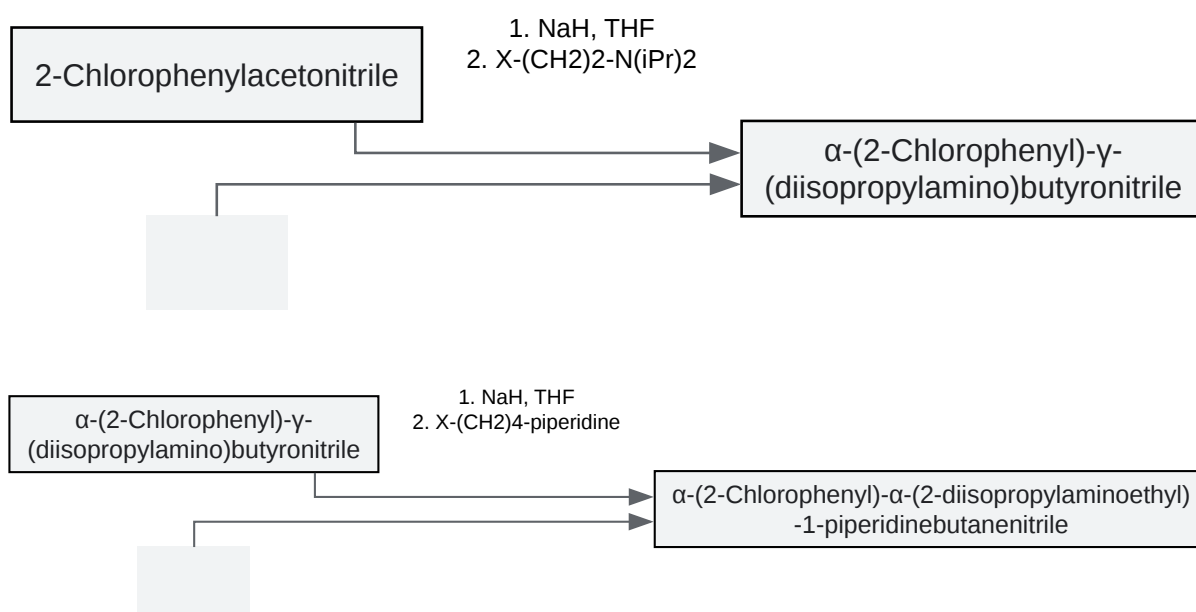 1. NaH, THF
2. X-(CH2)2-N(iPr)2
2-Chlorophenylacetonitrile
α-(2-Chlorophenyl)-γ-
(diisopropylamino)butyronitrile
1. NaH, THF
2. X-(CH2)4-piperidine
α-(2-Chlorophenyl)-γ-
(diisopropylamino)butyronitrile
α-(2-Chlorophenyl)-α-(2-diisopropylaminoethyl)
-1-piperidinebutanenitrile